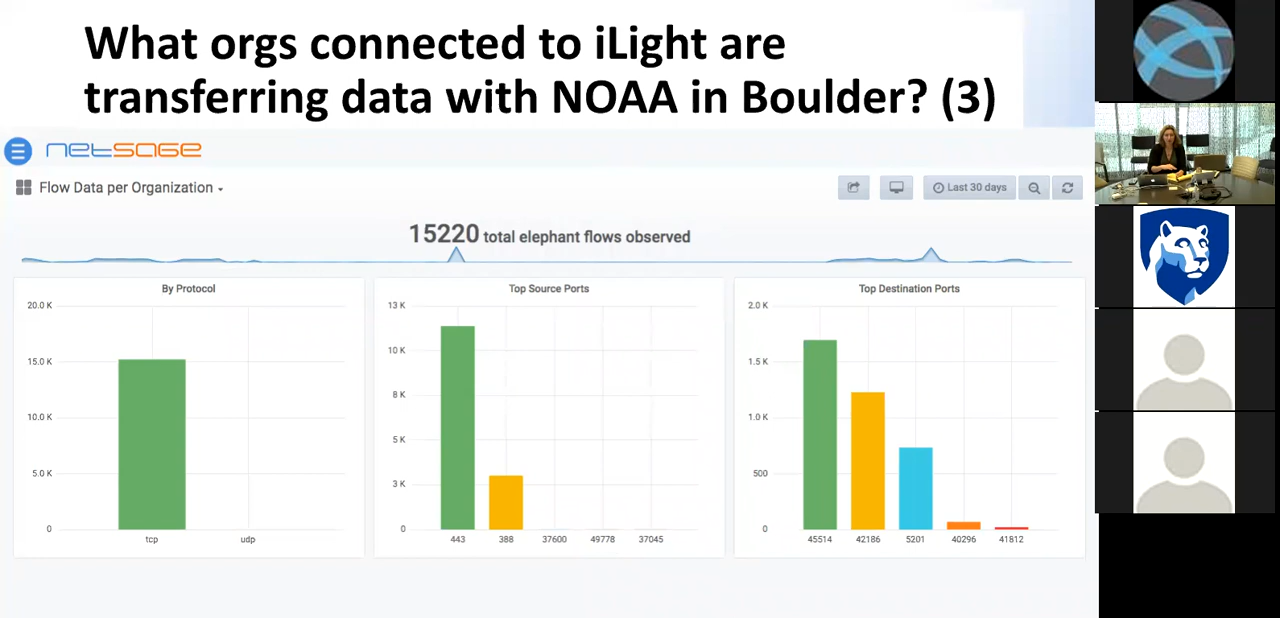 What orgs connected to iLight are
transferring data with NOAA in Boulder? (3)
netsage
Flow Data per Organization
Last 30 days
15220 total elephant flows observed
By Protocol
20.0 K
15.0 K
10.0 K
5.0 K
0
tcp
udp
Top Source Ports
13 K
10 K
8 K
5 K
3 K
0
443
388
37600
49778
37045
Top Destination Ports
2.0 K
1.5 K
1.0 K
500
0
45514
42186
5201
40296
41812